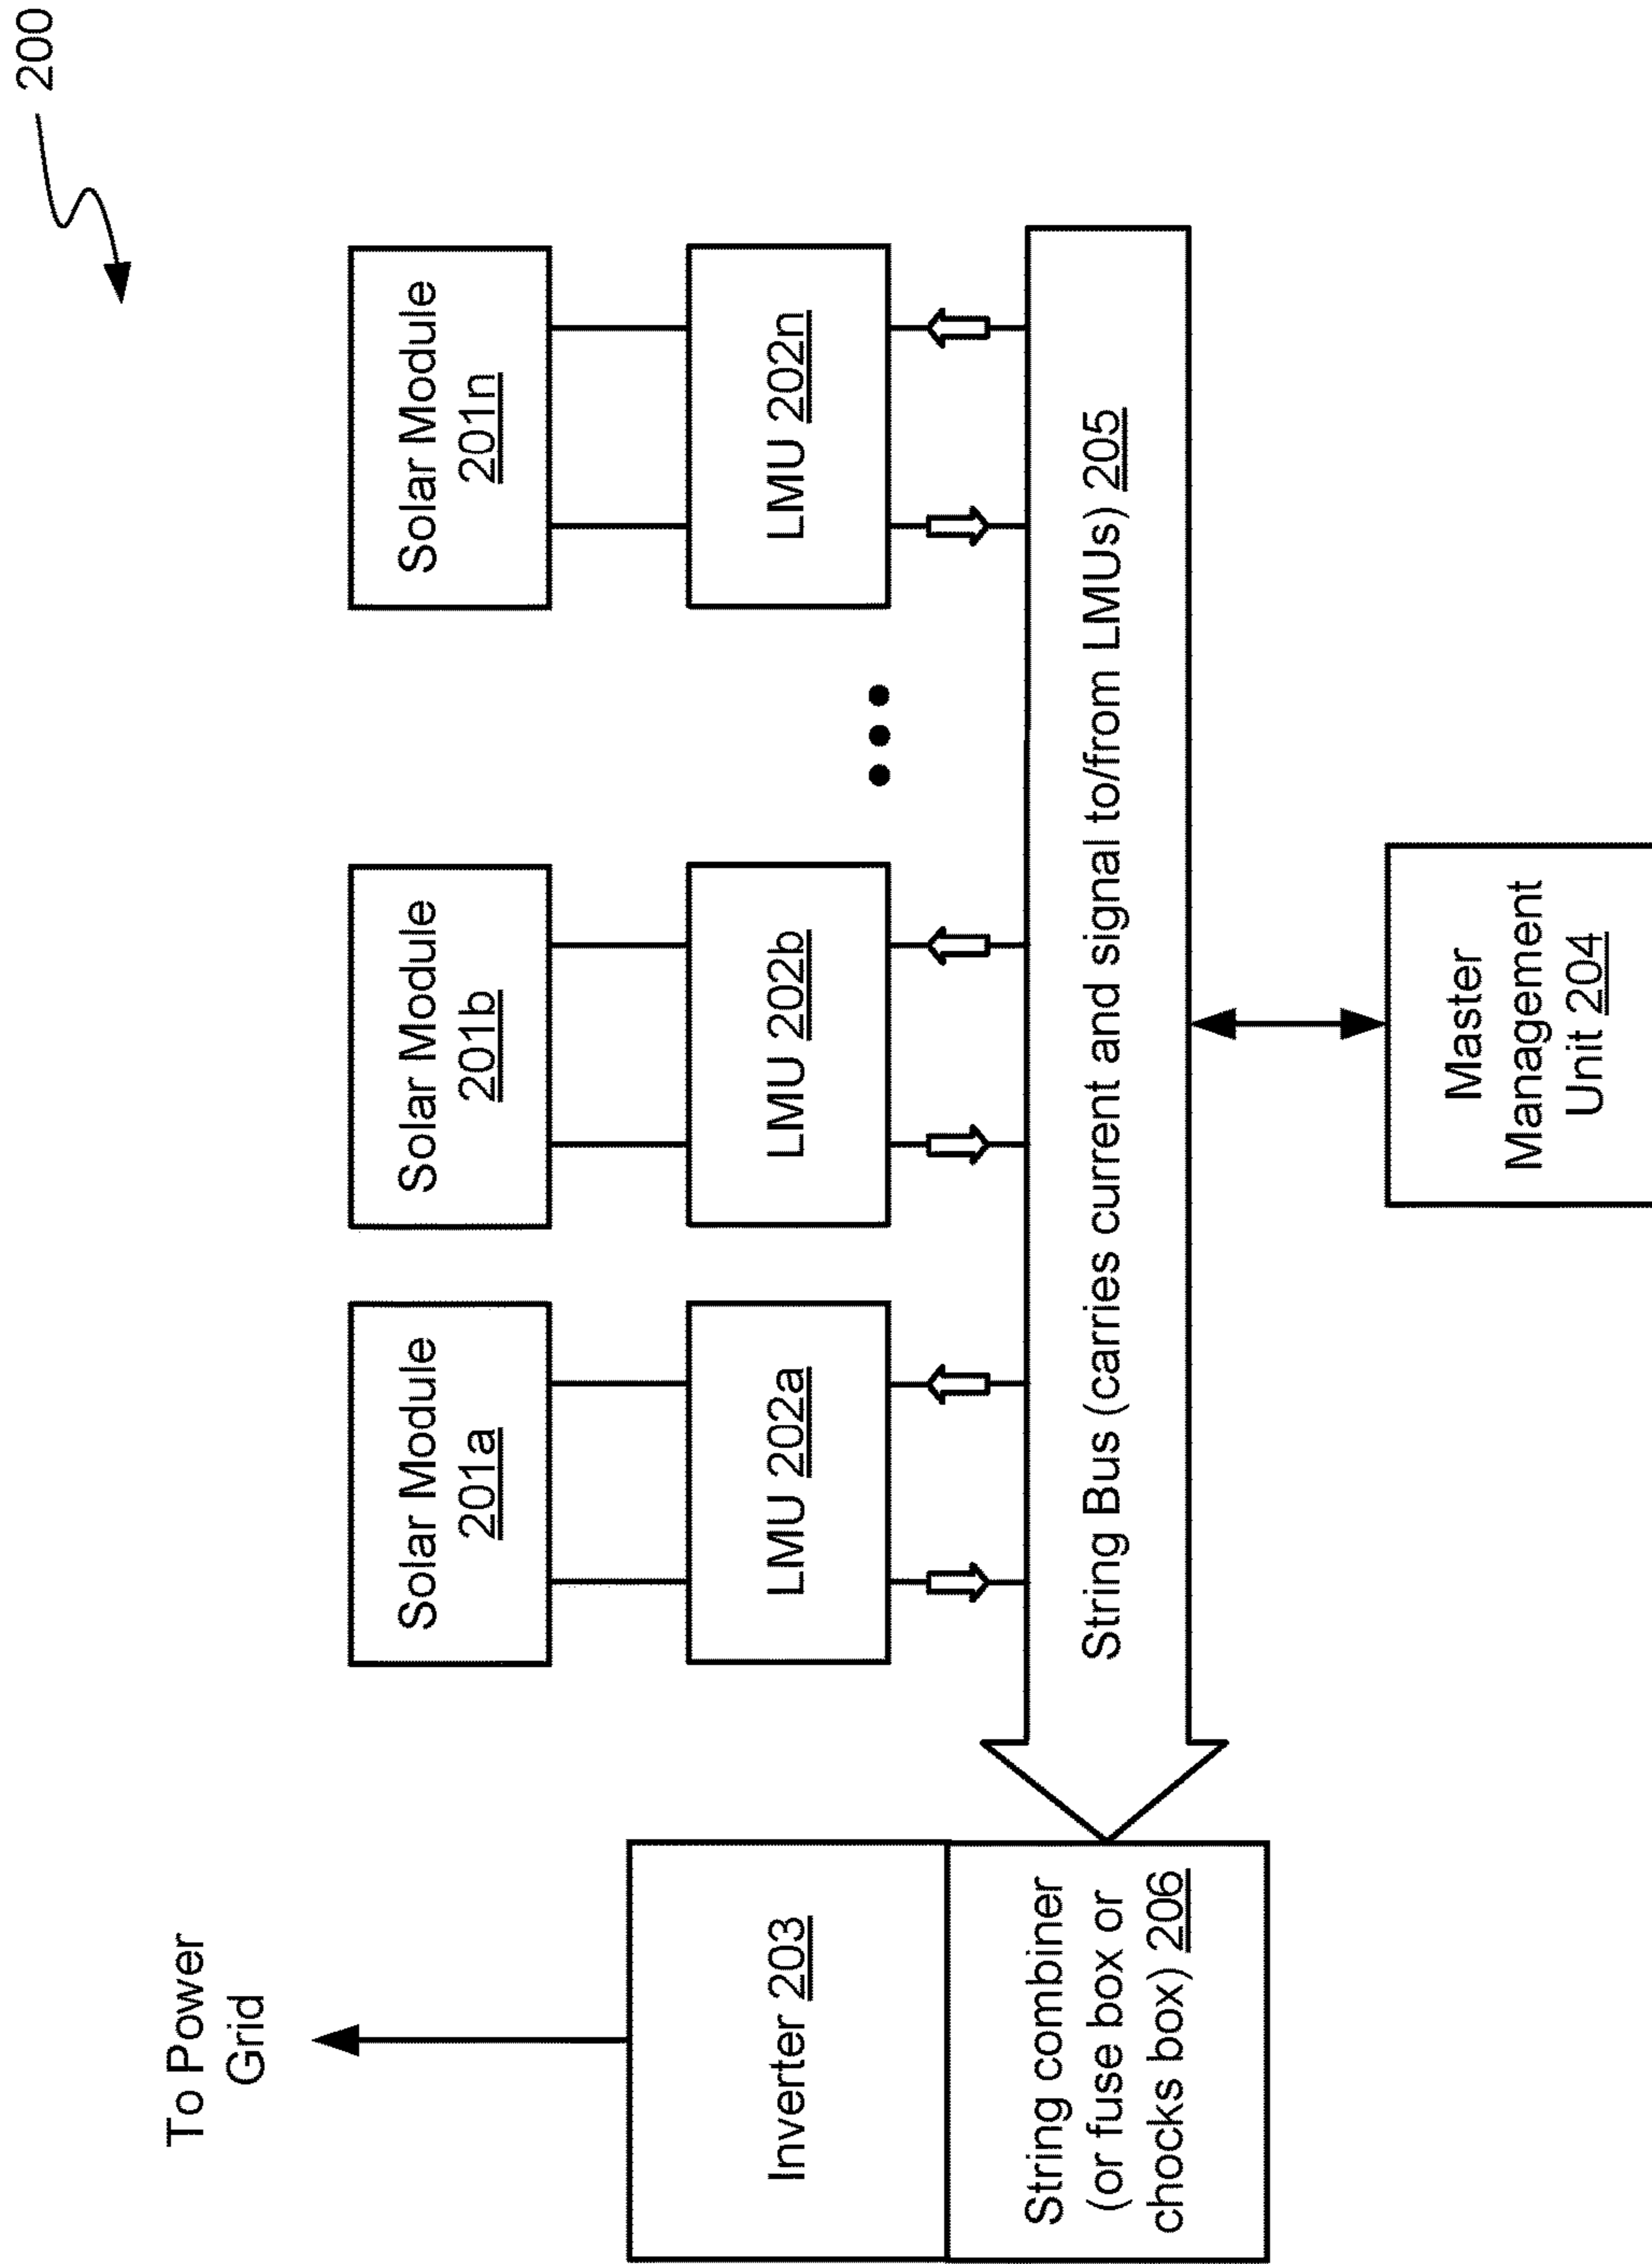 200
To Power
Grid
Solar Module
201a
Solar Module
201b
Solar Module
201n
Inverter 203
LMU 202a
LMU 202b
LMU 202n
String combiner
(or fuse box or
chocks box) 206
String Bus (carries current and signal to/from LMUs) 205
Master
Management
Unit 204